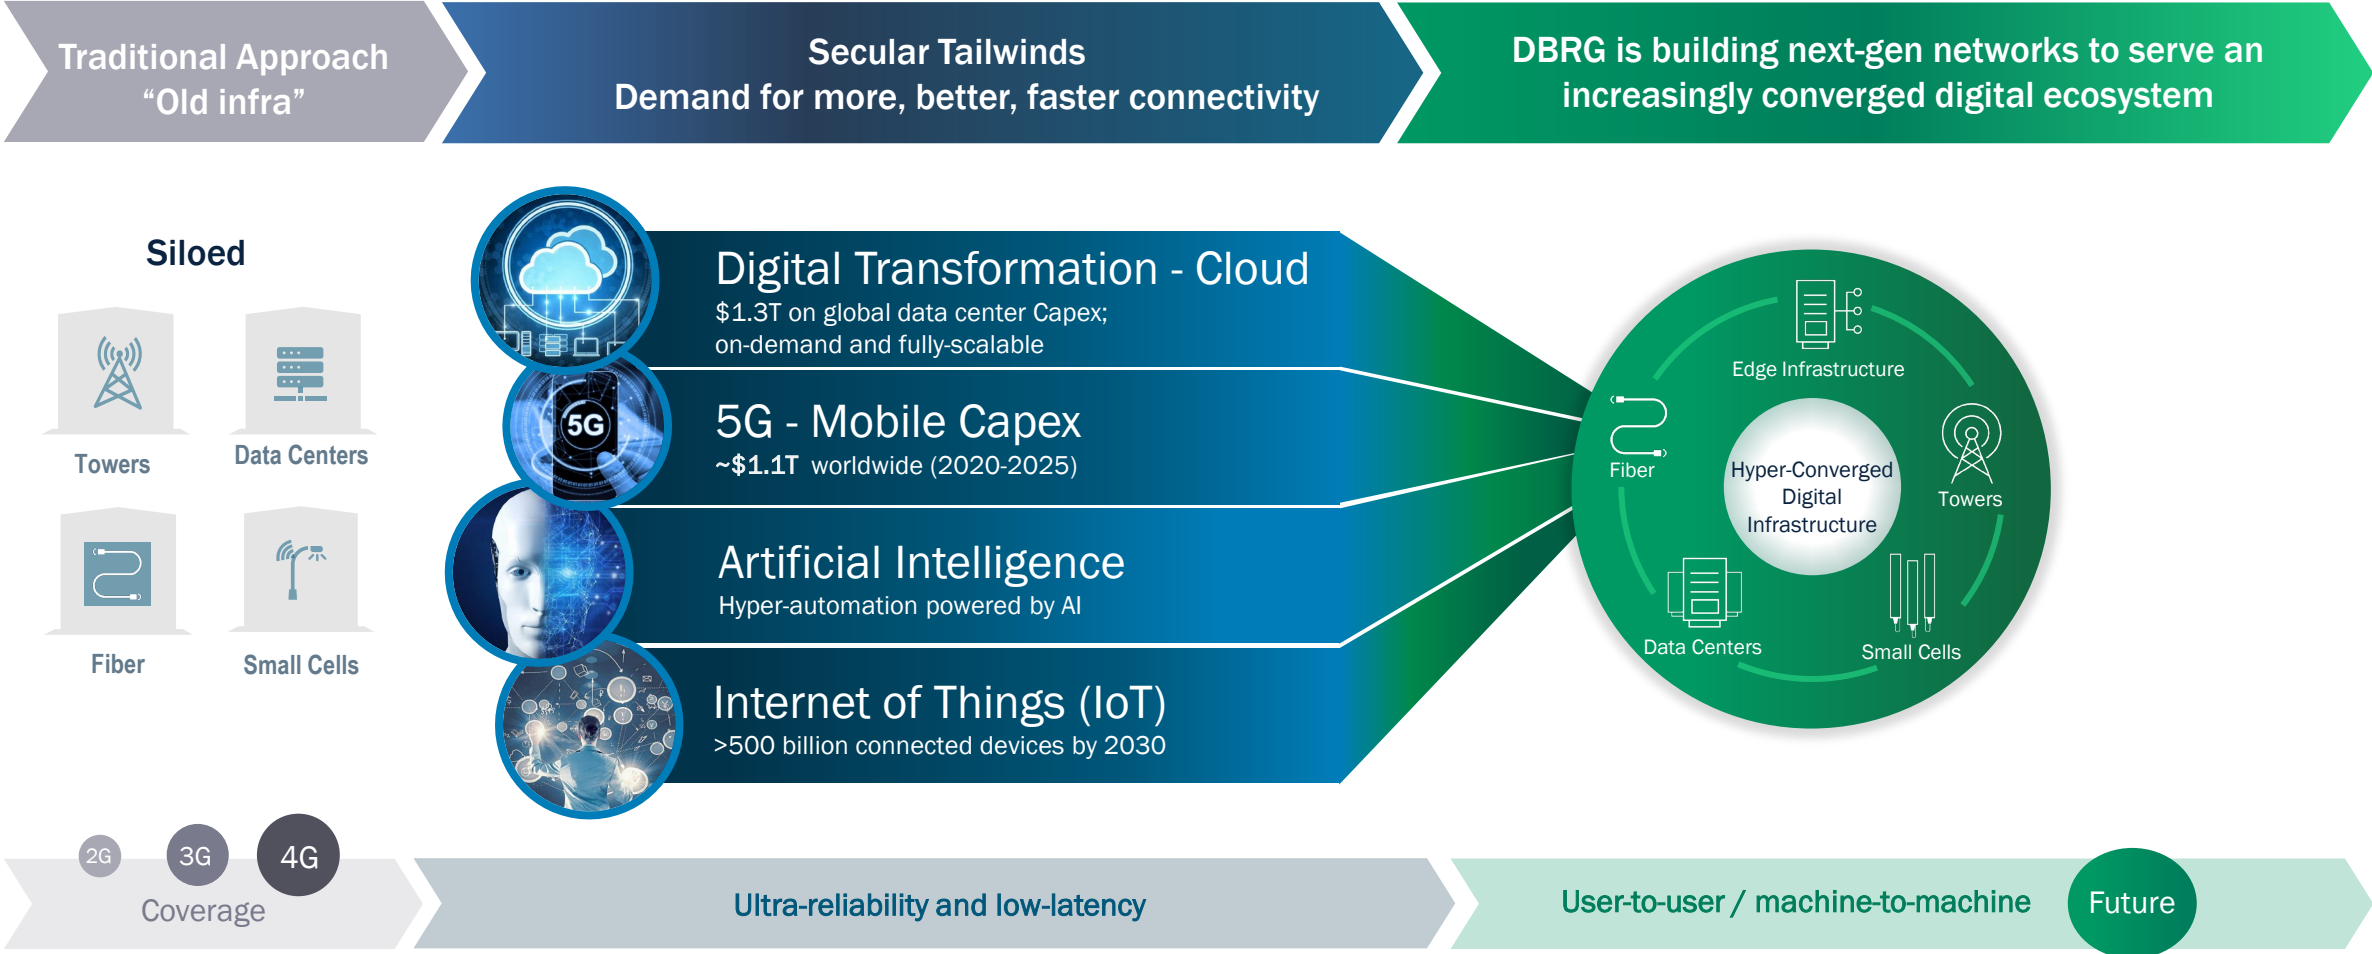 Traditional Approach
“Old infra”
Secular Tailwinds
Demand for more, better, faster connectivity
DBRG is building next-gen networks to serve an
increasingly converged digital ecosystem
Siloed
Towers
Data Centers
Fiber
Small Cells
Digital Transformation - Cloud
$1.3T on global data center Capex;
on-demand and fully-scalable
5G
5G - Mobile Capex
~$1.1T worldwide (2020-2025)
Artificial Intelligence
Hyper-automation powered by AI
Internet of Things (IoT)
>500 billion connected devices by 2030
Edge Infrastructure
Fiber
Towers
Hyper-Converged
Digital
Infrastructure
Data Centers
Small Cells
2G
3G
4G
Coverage
Ultra-reliability and low-latency
User-to-user / machine-to-machine
Future